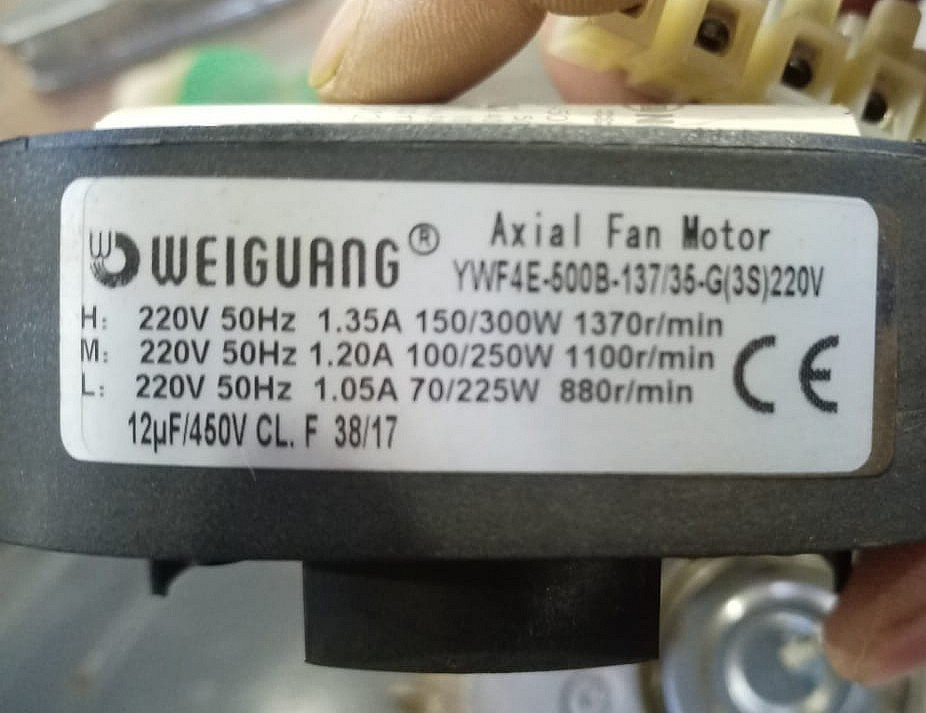 WEIGUANG® Axial Fan Motor
YWF4E-500B-137/35-G(3S)220V
H: 220V 50Hz 1.35A 150/300W 1370r/min
M: 220V 50Hz 1.20A 100/250W 1100r/min
L: 220V 50Hz 1.05A 70/225W 880r/min
CE
12µF/450V CL. F 38/17